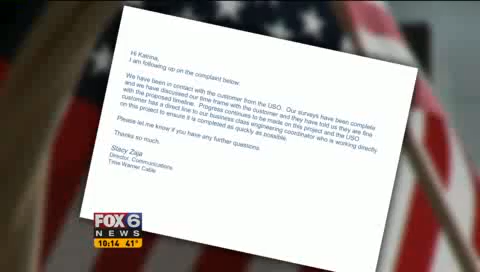 Hi Katrina,
I am following up on the complaint below.
We have been in contact with the customer from the USO. Our surveys have been complete
and we have discussed our time frame with the customer and they have told us they are fine
with the proposed timeline. Progress continues to be made on this project and the USO
customer has a direct line to our business class engineering coordinator who is working directly
on this project to ensure it is completed as quickly as possible.
Please let me know if you have any further questions.
Thanks so much.
Stacy Zaja
Director, Communications
Time Warner Cable
FOX 6
NEWS
10:14 41°